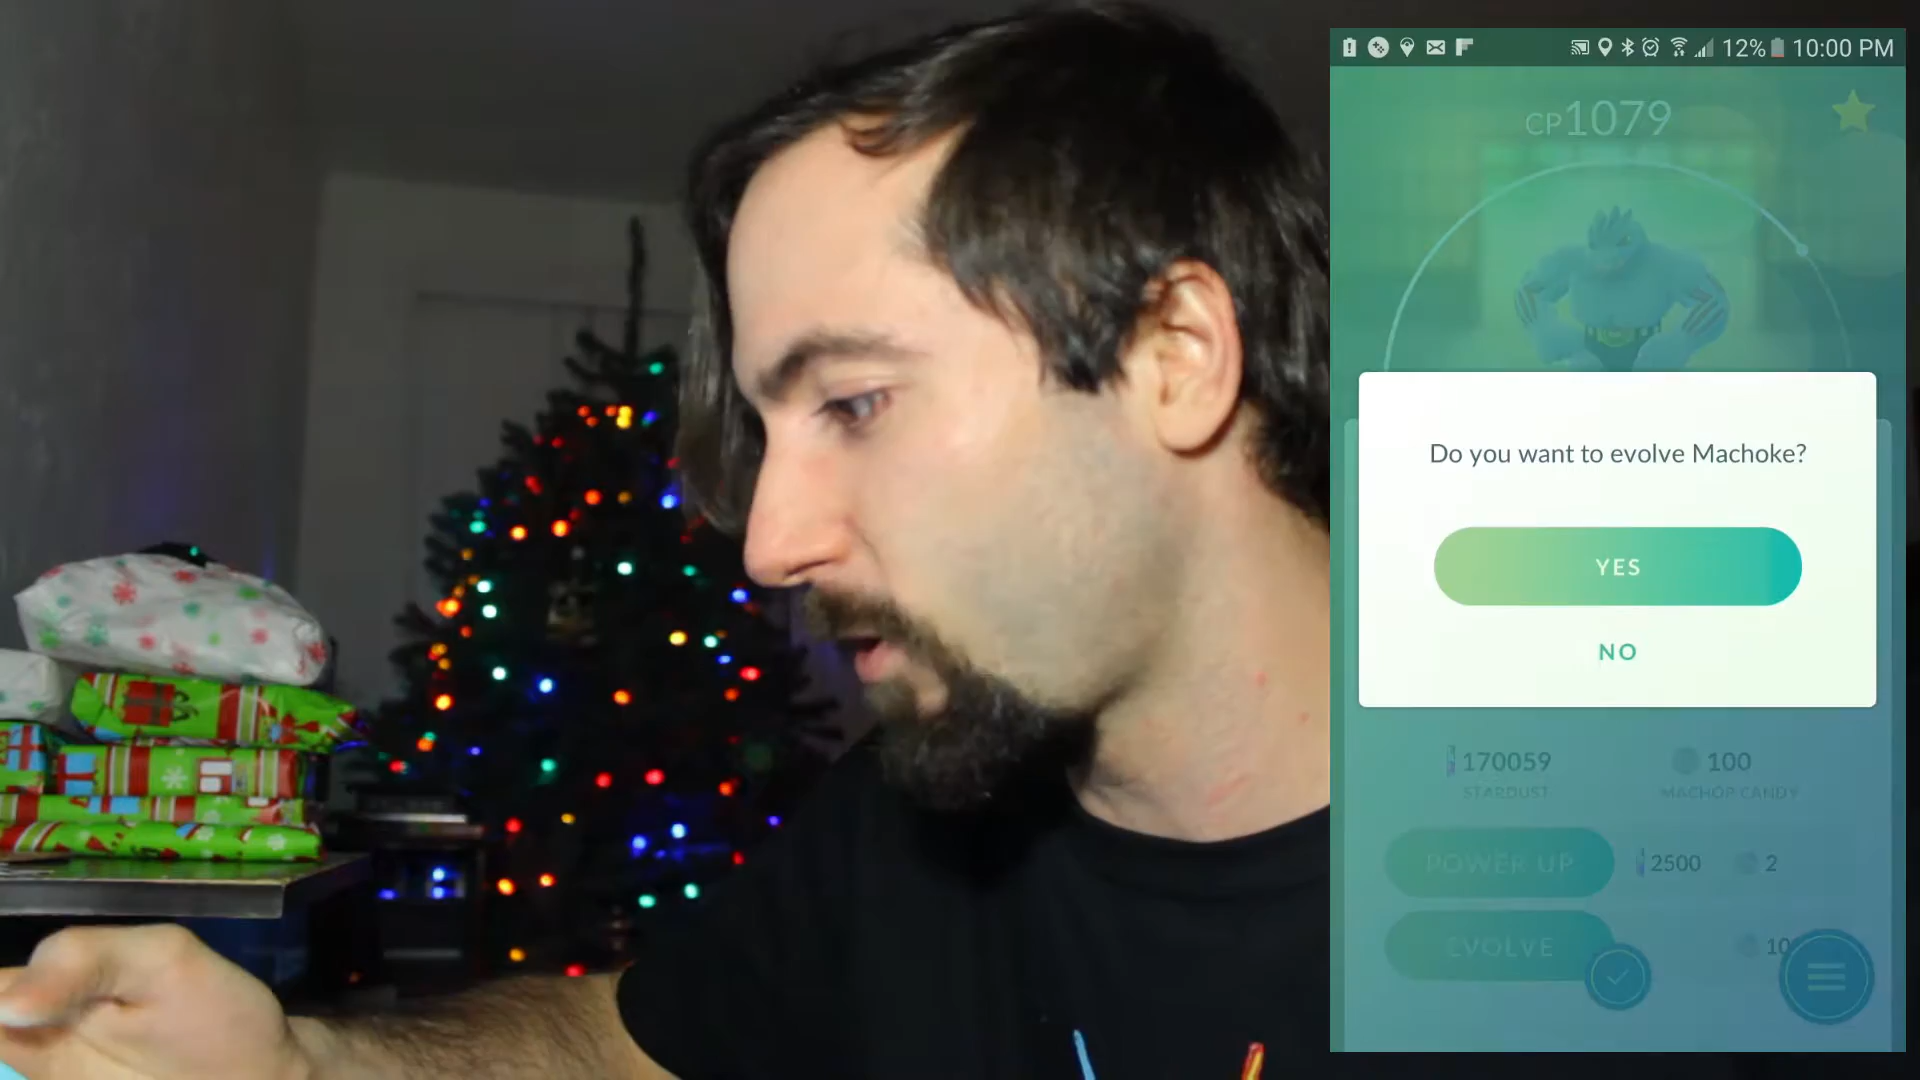 12% 10:00 PM
CP1079
Do you want to evolve Machoke?
YES
NO
170059 100
STARDUST MACHOP CANDY
POWER UP 2500 2
EVOLVE 10